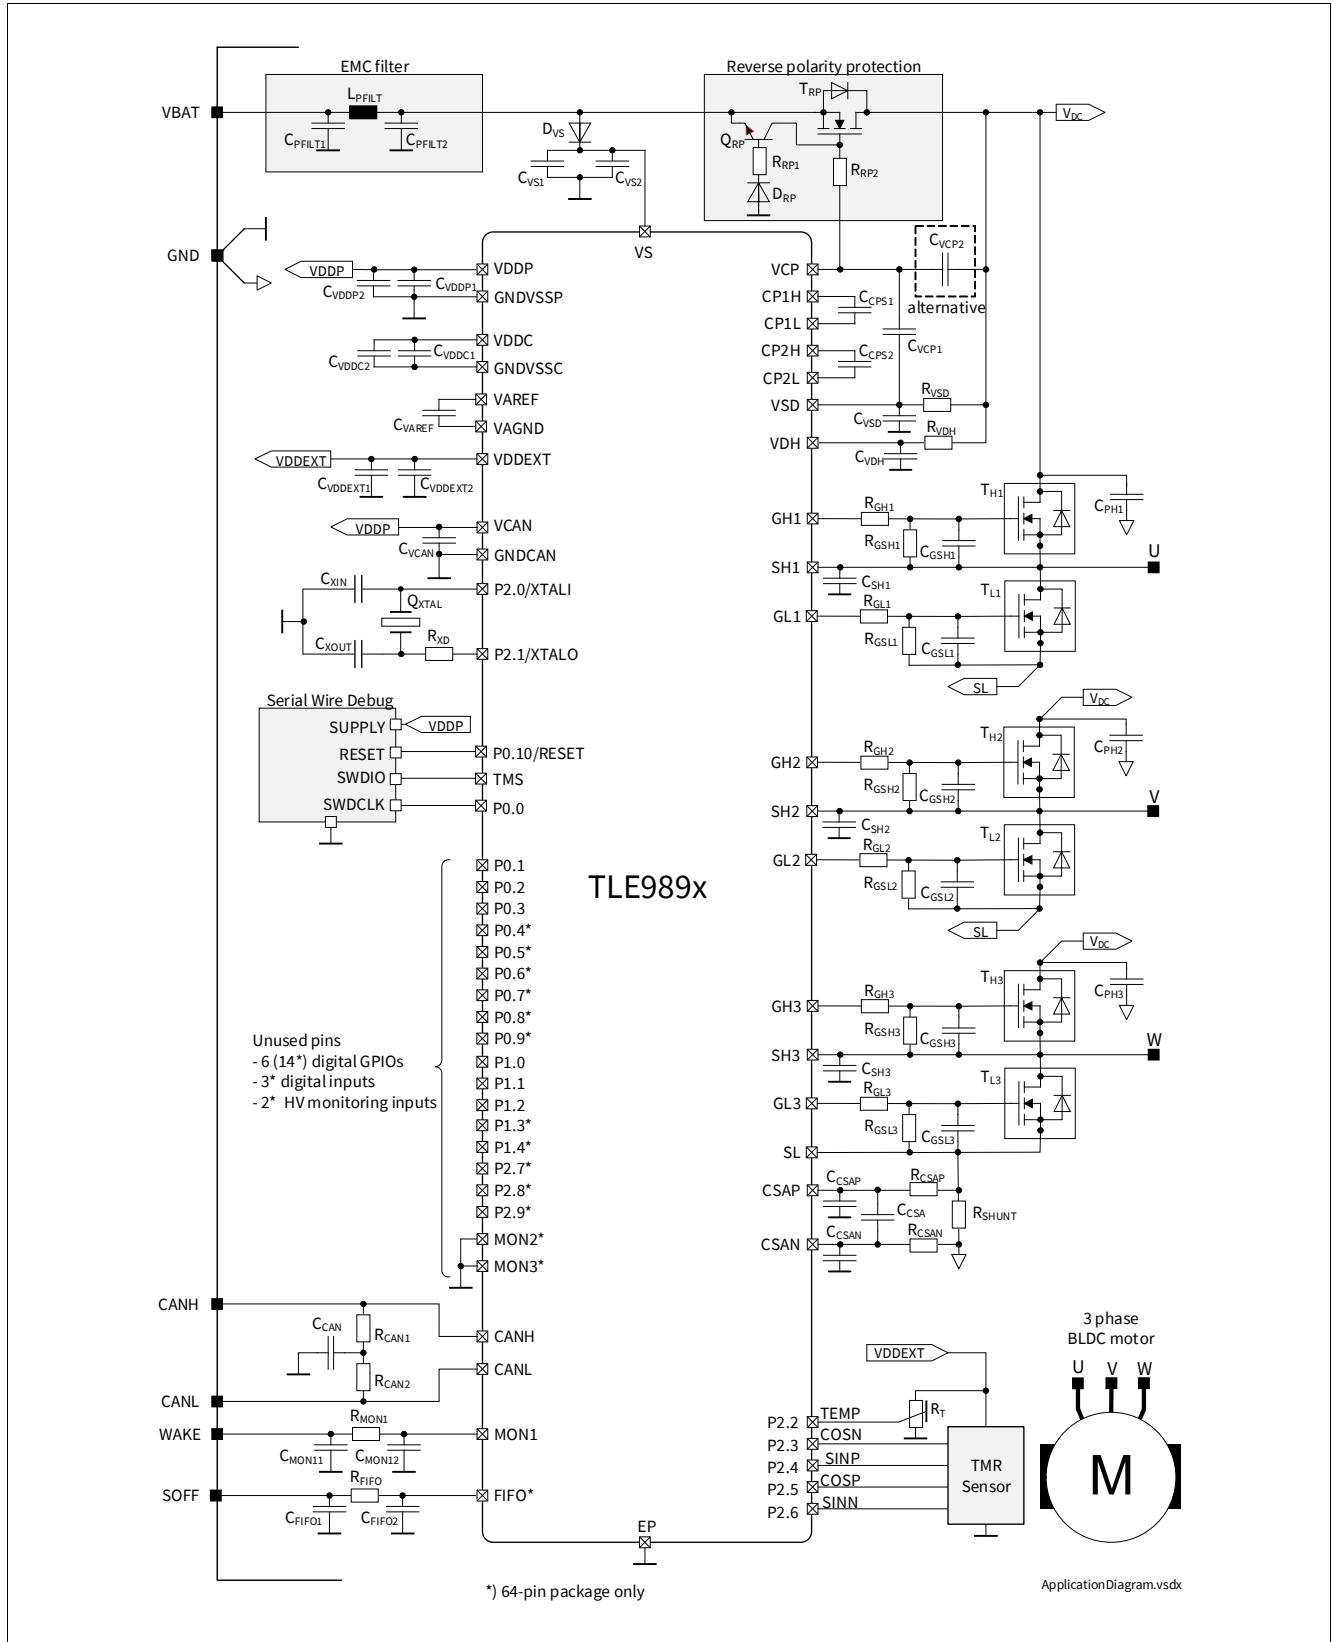 EMC filter
Reverse polarity protection
VBAT
LPFILT
CPFILT1
CPFILT2
DVS
CVS1
CVS2
TRP
QRP
RRP1
RRP2
DRP
VDC
GND
VS
VDDP
CVDDP2
CVDDP1
VDDP
GNDVSSP
CVDDC2
CVDDC1
VDDC
GNDVSSC
CVAREF
VAREF
VAGND
VDDEXT
CVDDEXT1
CVDDEXT2
VDDEXT
VDDP
CVCAN
VCAN
GNDCAN
CXIN
QXTAL
CXOUT
RXD
P2.0/XTALI
P2.1/XTALO
Serial Wire Debug
SUPPLY
VDDP
RESET
SWDIO
SWDCLK
P0.10/RESET
TMS
P0.0
TLE989x
P0.1
P0.2
P0.3
P0.4*
P0.5*
P0.6*
P0.7*
P0.8*
P0.9*
P1.0
P1.1
P1.2
P1.3*
P1.4*
P2.7*
P2.8*
P2.9*
MON2*
MON3*
Unused pins
- 6 (14*) digital GPIOs
- 3* digital inputs
- 2* HV monitoring inputs
CANH
CCAN
RCAN1
RCAN2
CANH
CANL
CANL
WAKE
RMON1
CMON11
CMON12
MON1
SOFF
RFIFO
CFIFO1
CFIFO2
FIFO*
EP
VCP
CP1H
CP1L
CP2H
CP2L
VSD
VDH
CVCP2
alternative
CCPS1
CCPS2
CVCP1
RVSD
CVSD
RVDH
CVDH
GH1
RGH1
RGSH1
CGSH1
TH1
CPH1
SH1
CSH1
U
GL1
RGL1
RGSL1
CGSL1
TL1
SL
VDC
GH2
RGH2
RGSH2
CGSH2
TH2
CPH2
SH2
CSH2
V
GL2
RGL2
RGSL2
CGSL2
TL2
SL
VDC
GH3
RGH3
RGSH3
CGSH3
TH3
CPH3
SH3
CSH3
W
GL3
RGL3
RGSL3
CGSL3
TL3
SL
CSAP
CCSAP
RCSAP
CCSA
RSHUNT
CSAN
CCSAN
RCSAN
VDDEXT
RT
P2.2
TEMP
P2.3
COSN
P2.4
SINP
P2.5
COSP
P2.6
SINN
TMR
Sensor
3 phase
BLDC motor
U V W
M
*) 64-pin package only
ApplicationDiagram.vsdx